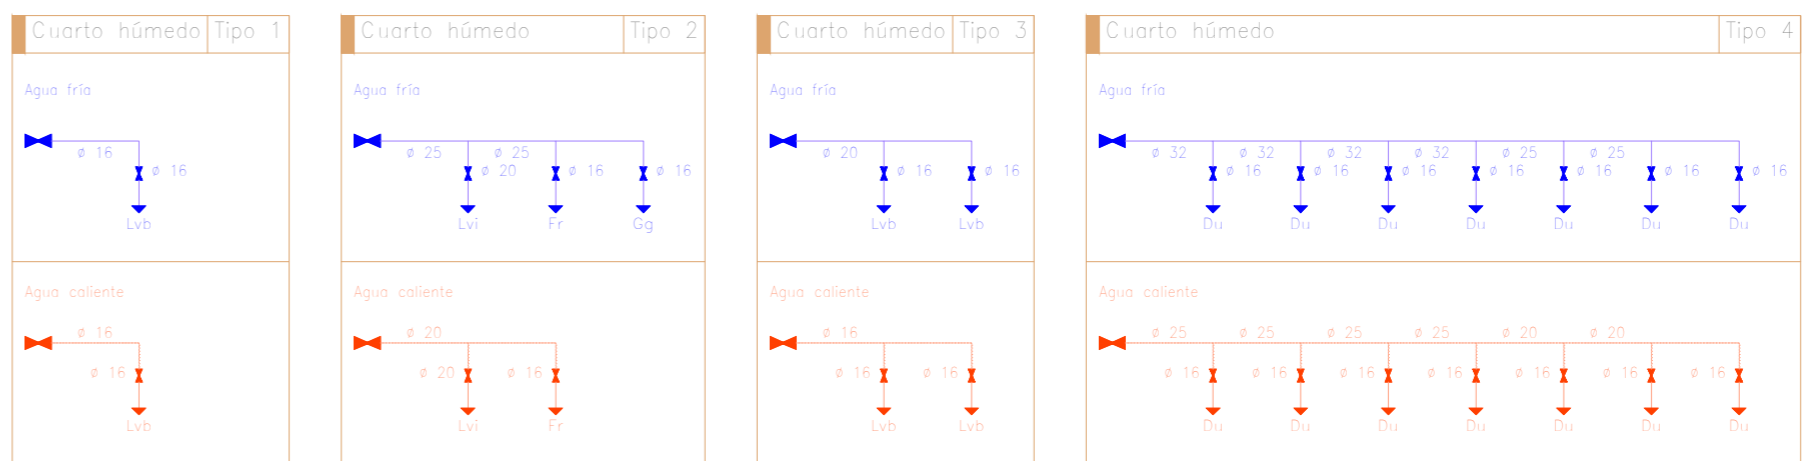 Cuarto húmedo Tipo 1
Agua fría
ø 16
ø 16
Lvb
Agua caliente
ø 16
ø 16
Lvb
Cuarto húmedo Tipo 2
Agua fría
ø 25 ø 25
ø 20 ø 16 ø 16
Lvi Fr Gg
Agua caliente
ø 20
ø 20 ø 16
Lvi Fr
Cuarto húmedo Tipo 3
Agua fría
ø 20
ø 16 ø 16
Lvb Lvb
Agua caliente
ø 16
ø 16 ø 16
Lvb Lvb
Cuarto húmedo Tipo 4
Agua fría
ø 32 ø 32 ø 32 ø 32 ø 25 ø 25
ø 16 ø 16 ø 16 ø 16 ø 16 ø 16 ø 16
Du Du Du Du Du Du Du
Agua caliente
ø 25 ø 25 ø 25 ø 25 ø 20 ø 20
ø 16 ø 16 ø 16 ø 16 ø 16 ø 16 ø 16
Du Du Du Du Du Du Du